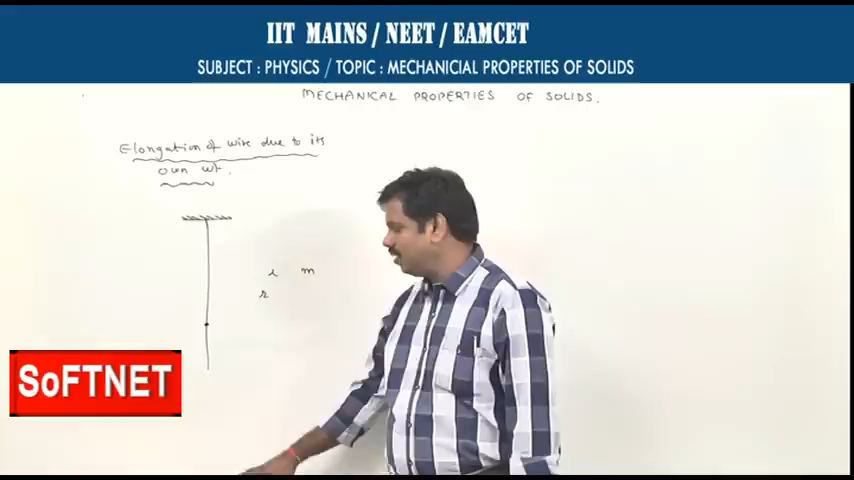 IIT MAINS / NEET / EAMCET
SUBJECT : PHYSICS / TOPIC : MECHANICIAL PROPERTIES OF SOLIDS
MECHANICAL PROPERTIES OF SOLIDS.
Elongation of wire due to its
own wt.
l m
r
SoFTNET